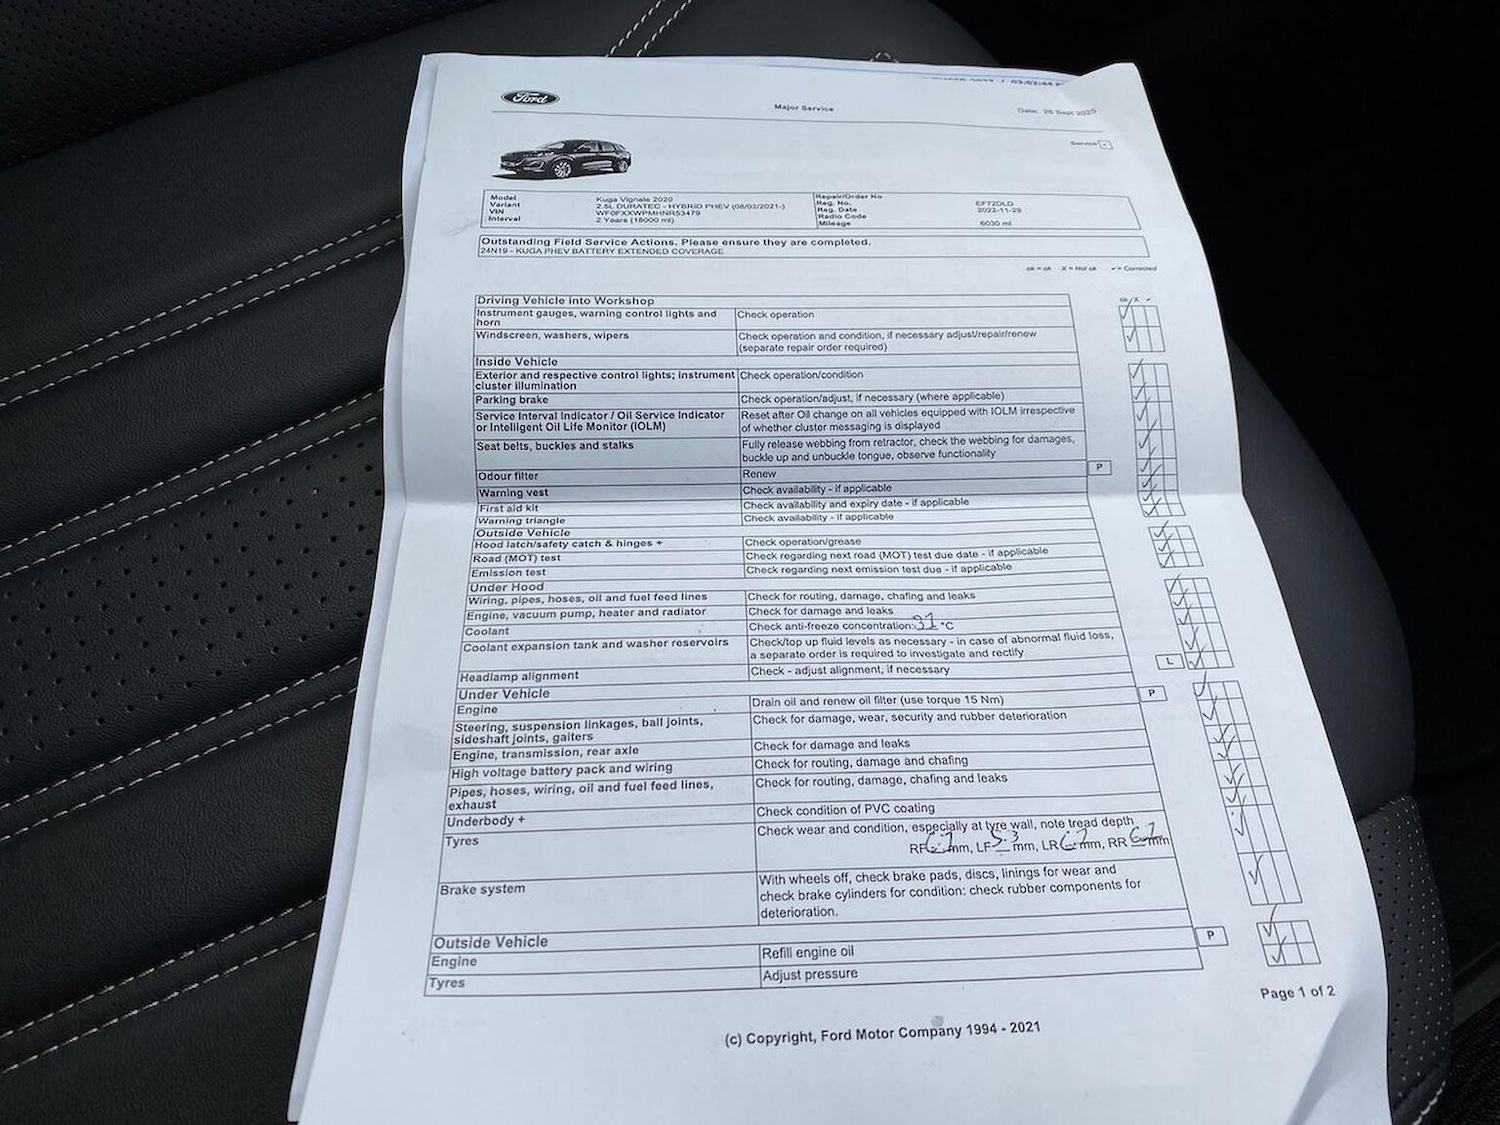 Ford
Major Service
Date: 26 Sept 2025
Service
Model Kuga Vignale 2020 Repair/Order No
Variant 2.5L DURATEC - HYBRID PHEV (08/02/2021-) Reg. No. EF72DLD
VIN WF0FXXWPMHNR53479 Reg. Date 2022-11-29
Interval 2 Years (18000 mi) Radio Code
Mileage 6030 mi
Outstanding Field Service Actions. Please ensure they are completed.
24N19 - KUGA PHEV BATTERY EXTENDED COVERAGE
ok = ok X = Not ok ✓ = Corrected
Driving Vehicle into Workshop ok X ✓
Instrument gauges, warning control lights and Check operation
horn
Windscreen, washers, wipers Check operation and condition, if necessary adjust/repair/renew
(separate repair order required)
Inside Vehicle
Exterior and respective control lights; instrument Check operation/condition
cluster illumination
Parking brake Check operation/adjust, if necessary (where applicable)
Service Interval Indicator / Oil Service Indicator Reset after Oil change on all vehicles equipped with IOLM irrespective
or Intelligent Oil Life Monitor (IOLM) of whether cluster messaging is displayed
Seat belts, buckles and stalks Fully release webbing from retractor, check the webbing for damages,
buckle up and unbuckle tongue, observe functionality
Odour filter Renew P
Warning vest Check availability - if applicable
First aid kit Check availability and expiry date - if applicable
Warning triangle Check availability - if applicable
Outside Vehicle
Hood latch/safety catch & hinges + Check operation/grease
Road (MOT) test Check regarding next road (MOT) test due date - if applicable
Emission test Check regarding next emission test due - if applicable
Under Hood
Wiring, pipes, hoses, oil and fuel feed lines Check for routing, damage, chafing and leaks
Engine, vacuum pump, heater and radiator Check for damage and leaks
Coolant Check anti-freeze concentration: 31 °C
Coolant expansion tank and washer reservoirs Check/top up fluid levels as necessary - in case of abnormal fluid loss,
a separate order is required to investigate and rectify
Headlamp alignment Check - adjust alignment, if necessary L
Under Vehicle
Engine Drain oil and renew oil filter (use torque 15 Nm) P
Steering, suspension linkages, ball joints, Check for damage, wear, security and rubber deterioration
sideshaft joints, gaiters
Engine, transmission, rear axle Check for damage and leaks
High voltage battery pack and wiring Check for routing, damage and chafing
Pipes, hoses, wiring, oil and fuel feed lines, Check for routing, damage, chafing and leaks
exhaust
Underbody + Check condition of PVC coating
Tyres Check wear and condition, especially at tyre wall, note tread depth
RF 6.7 mm, LF 5.3 mm, LR 6.7 mm, RR 6.7 mm
Brake system With wheels off, check brake pads, discs, linings for wear and
check brake cylinders for condition: check rubber components for
deterioration.
Outside Vehicle
Engine Refill engine oil P
Tyres Adjust pressure
Page 1 of 2
(c) Copyright, Ford Motor Company 1994 - 2021